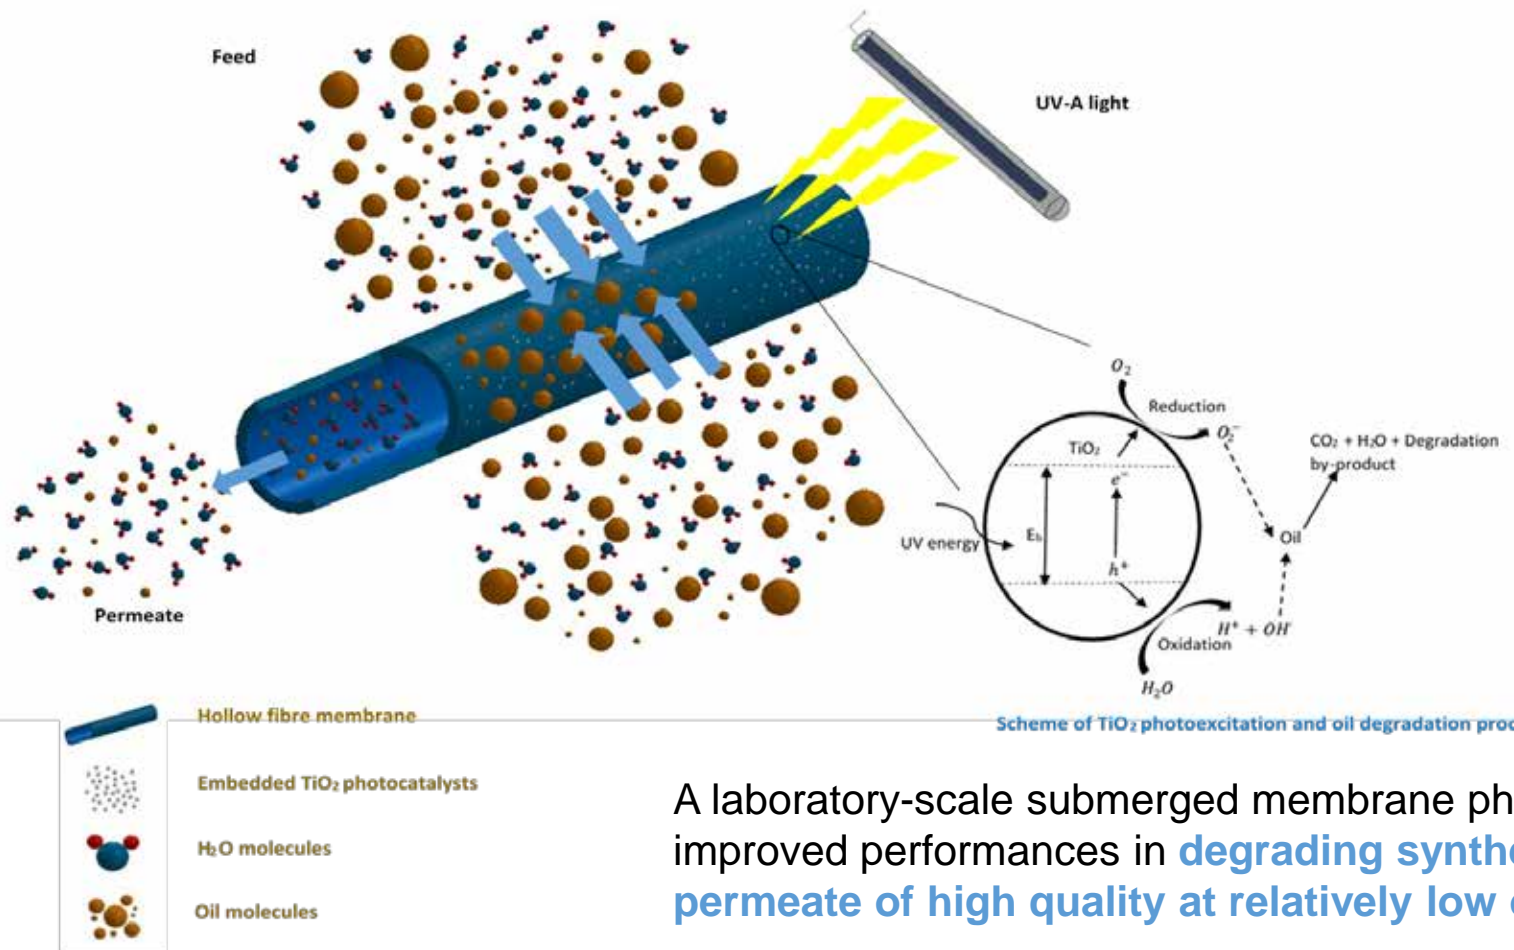 Feed
UV-A light
O₂
Reduction
TiO₂
O₂⁻
CO₂ + H₂O + Degradation
by-product
e⁻
UV energy
Eb
Oil
h⁺
Permeate
H⁺ + OH
Oxidation
H₂O
Hollow fibre membrane
Scheme of TiO₂ photoexcitation and oil degradation
Embedded TiO₂ photocatalysts
A laboratory-scale submerged membrane
H₂O molecules
improved performances in degrading
permeate of high quality at relatively low
Oil molecules